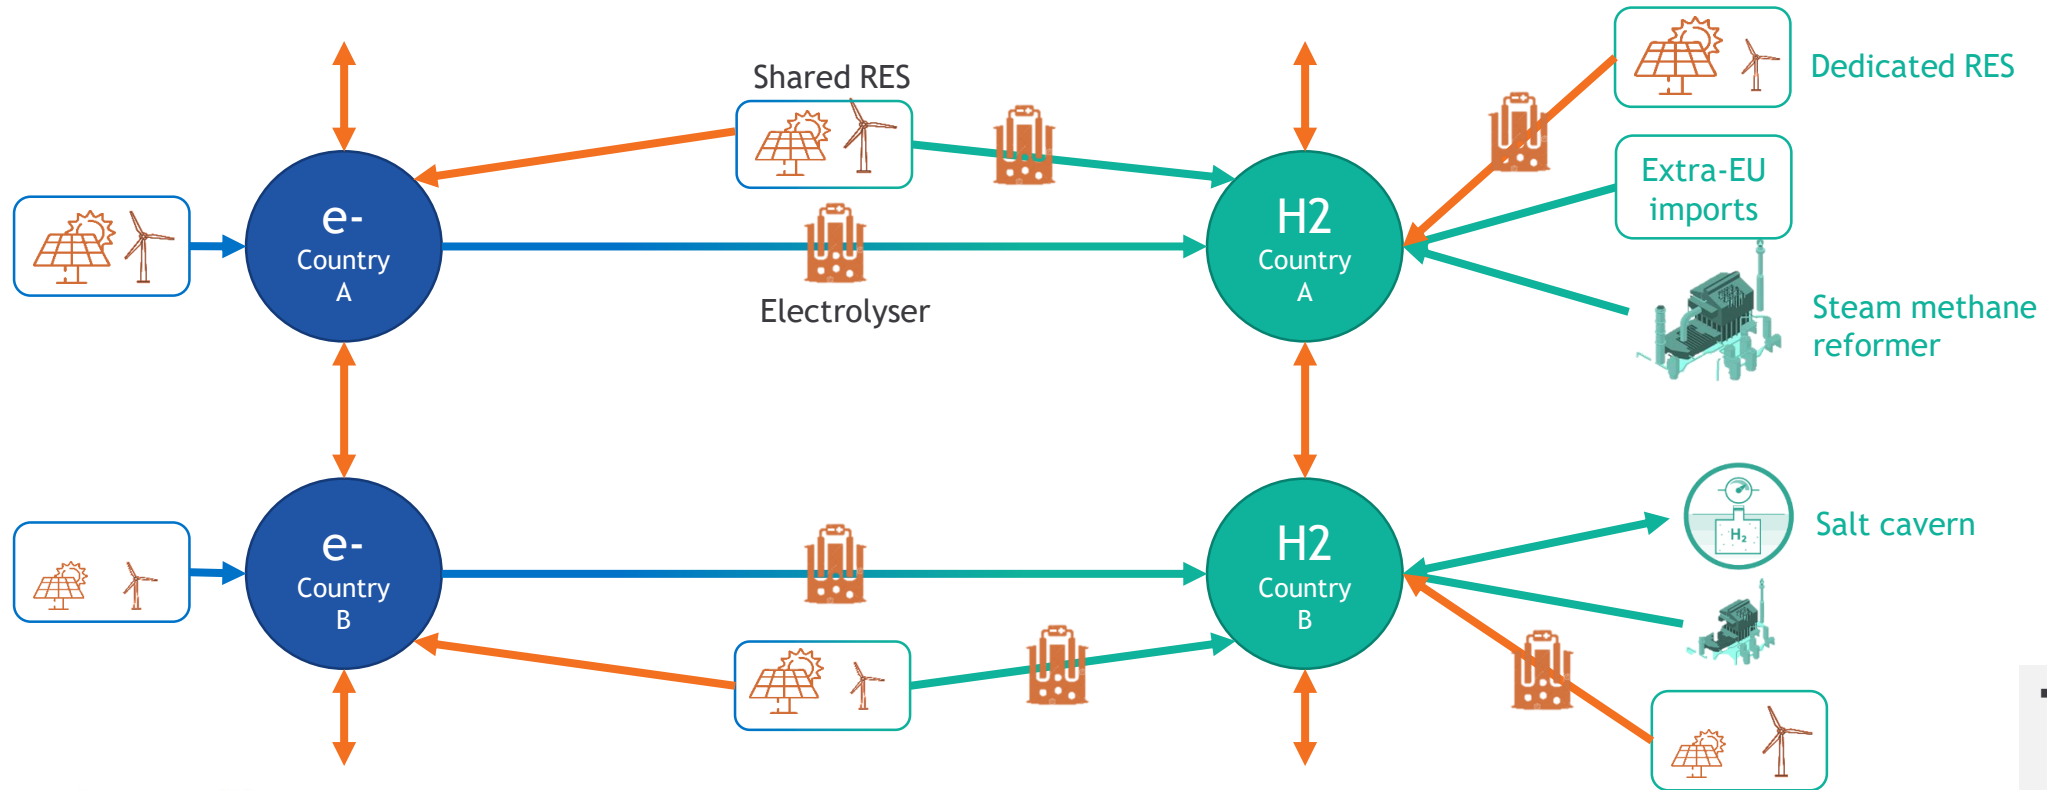 Shared RES
Dedicated RES
Extra-EU
imports
e-
Country
A
H2
Country
A
Electrolyser
Steam methane
reformer
e-
Country
B
H2
Country
B
H₂
Salt cavern